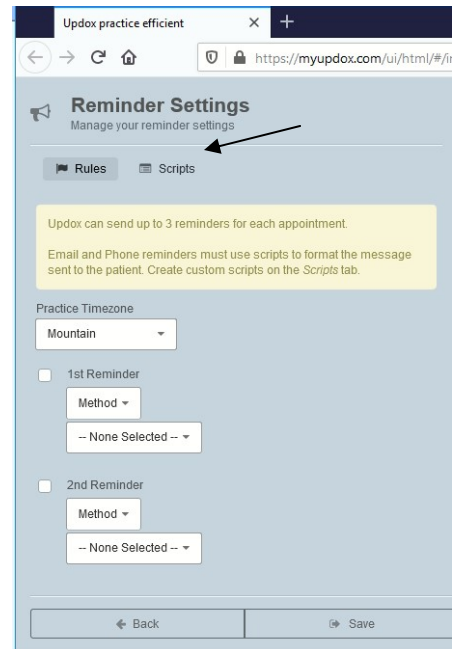 Updox practice efficient
https://myupdox.com/ui/html/#/
Reminder Settings
Manage your reminder settings
Rules Scripts
Updox can send up to 3 reminders for each appointment.
Email and Phone reminders must use scripts to format the message
sent to the patient. Create custom scripts on the Scripts tab.
Practice Timezone
Mountain
1st Reminder
Method
-- None Selected --
2nd Reminder
Method
-- None Selected --
Back Save